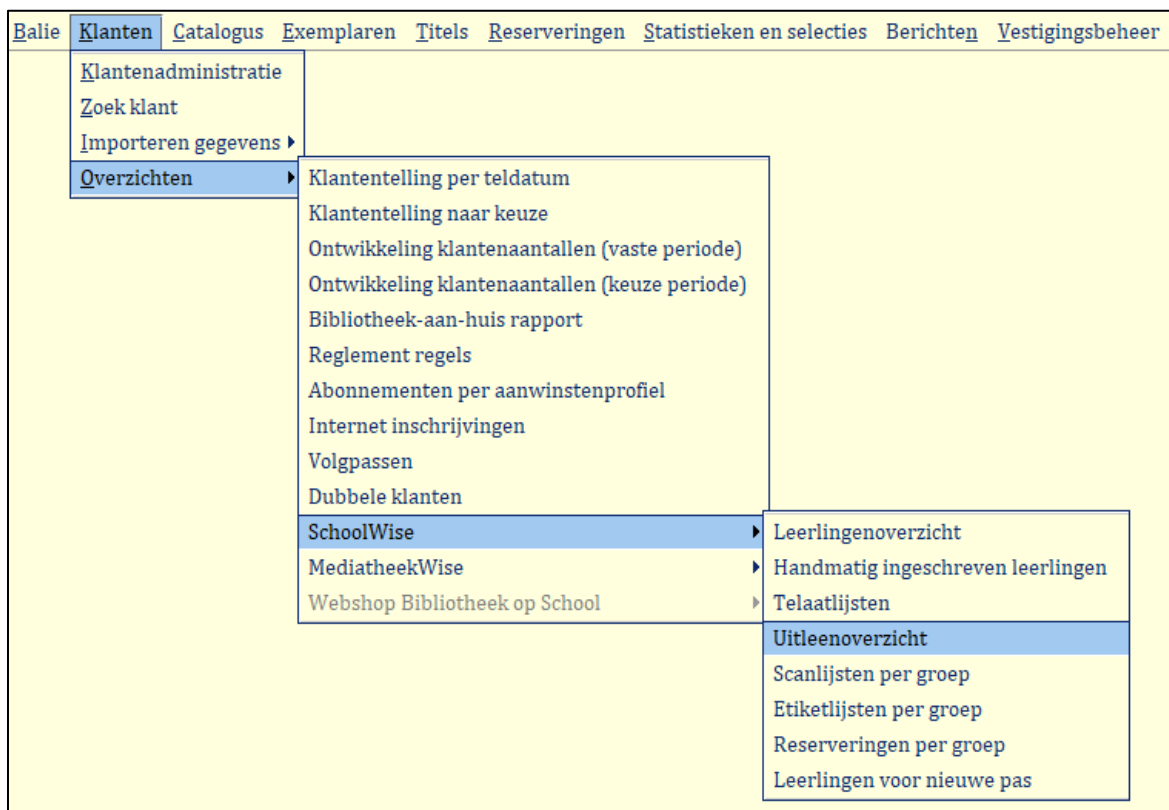 Balie Klanten Catalogus Exemplaren Titels Reserveringen Statistieken en selecties Berichten Vestigingsbeheer
Klantenadministratie
Zoek klant
Importeren gegevens
Overzichten
Klantentelling per teldatum
Klantentelling naar keuze
Ontwikkeling klantenaantallen (vaste periode)
Ontwikkeling klantenaantallen (keuze periode)
Bibliotheek-aan-huis rapport
Reglement regels
Abonnementen per aanwinstenprofiel
Internet inschrijvingen
Volgpassen
Dubbele klanten
SchoolWise
MediatheekWise
Webshop Bibliotheek op School
Leerlingenoverzicht
Handmatig ingeschreven leerlingen
Telaatlijsten
Uitleenoverzicht
Scanlijsten per groep
Etiketlijsten per groep
Reserveringen per groep
Leerlingen voor nieuwe pas